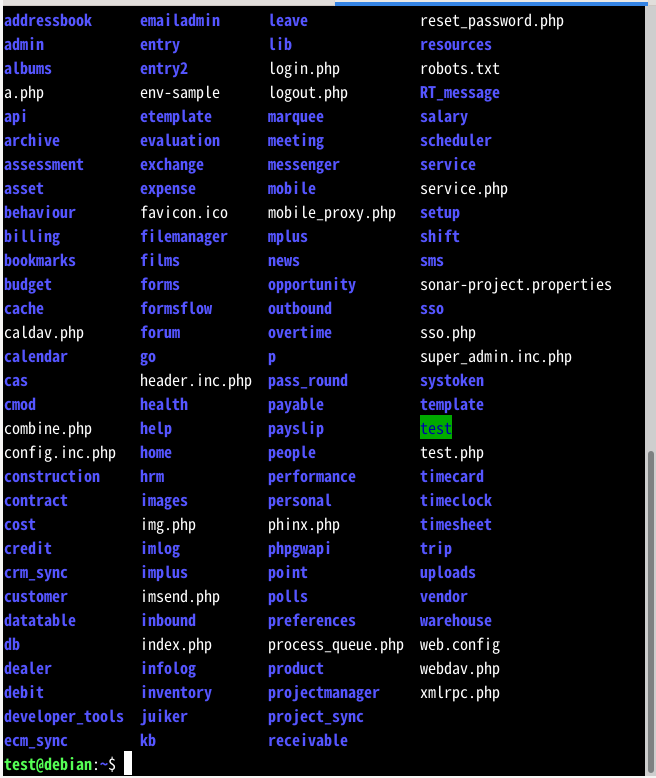 addressbook emailadmin leave reset_password.php
admin entry lib resources
albums entry2 login.php robots.txt
a.php env-sample logout.php RT_message
api etemplate marquee salary
archive evaluation meeting scheduler
assessment exchange messenger service
asset expense mobile service.php
behaviour favicon.ico mobile_proxy.php setup
billing filemanager mplus shift
bookmarks films news sms
budget forms opportunity sonar-project.properties
cache formsflow outbound sso
caldav.php forum overtime sso.php
calendar go p super_admin.inc.php
cas header.inc.php pass_round systoken
cmod health payable template
combine.php help payslip test
config.inc.php home people test.php
construction hrm performance timecard
contract images personal timeclock
cost img.php phinx.php timesheet
credit imlog phpgwapi trip
crm_sync implus point uploads
customer imsend.php polls vendor
datatable inbound preferences warehouse
db index.php process_queue.php web.config
dealer infolog product webdav.php
debit inventory projectmanager xmlrpc.php
developer_tools juiker project_sync
ecm_sync kb receivable
test@debian:~$